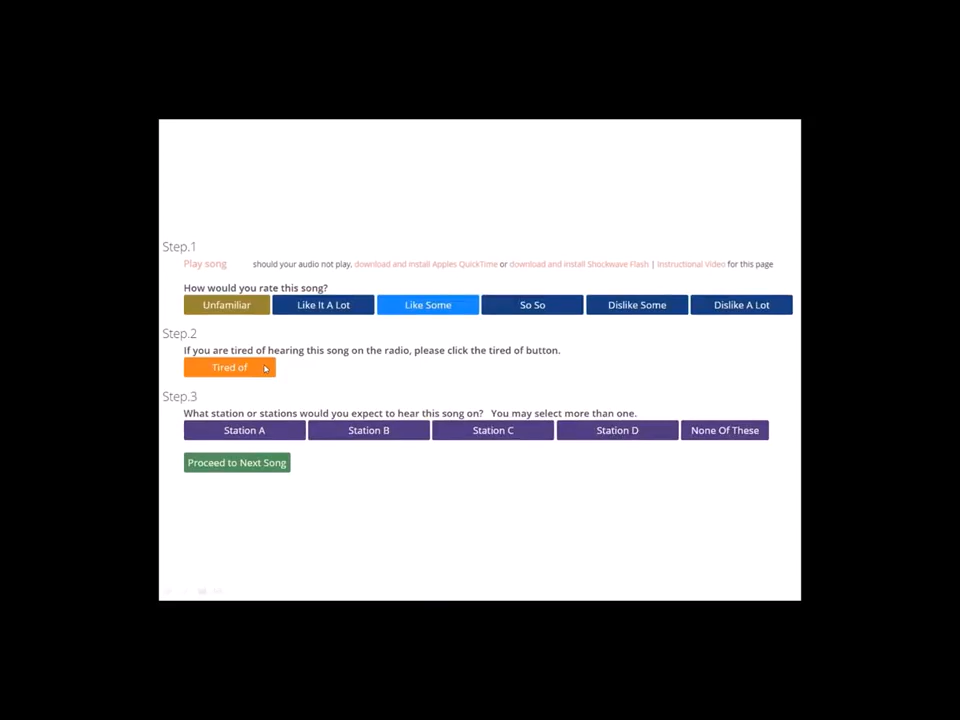 Step.1
Play song should your audio not play, download and install Apples QuickTime or download and install Shockwave Flash | Instructional Video for this page
How would you rate this song?
Unfamiliar Like It A Lot Like Some So So Dislike Some Dislike A Lot
Step.2
If you are tired of hearing this song on the radio, please click the tired of button.
Tired of
Step.3
What station or stations would you expect to hear this song on? You may select more than one.
Station A Station B Station C Station D None Of These
Proceed to Next Song